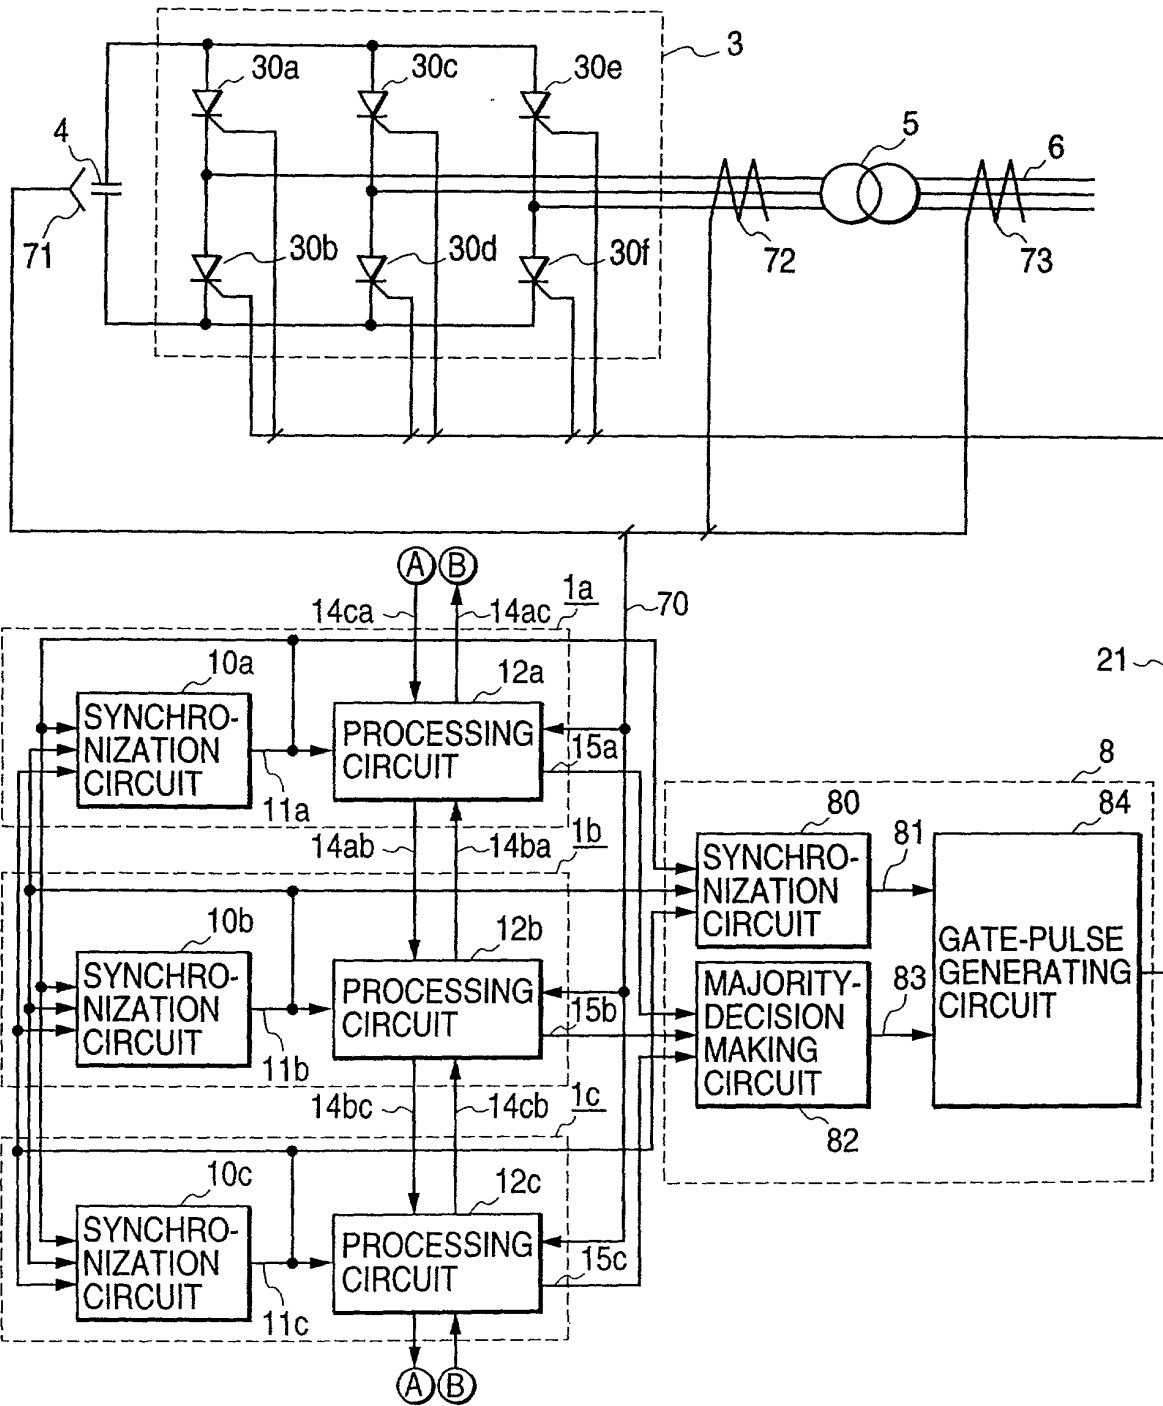 3
30a
30c
30e
4
5
6
71
30b
30d
30f
72
73
A
B
14ca
14ac
1a
70
10a
12a
21
SYNCHRO-
NIZATION
CIRCUIT
PROCESSING
CIRCUIT
15a
11a
8
80
84
14ab
14ba
1b
81
SYNCHRO-
NIZATION
CIRCUIT
10b
12b
GATE-PULSE
GENERATING
CIRCUIT
SYNCHRO-
NIZATION
CIRCUIT
PROCESSING
CIRCUIT
15b
11b
MAJORITY-
DECISION
MAKING
CIRCUIT
83
82
14bc
14cb
1c
10c
12c
SYNCHRO-
NIZATION
CIRCUIT
PROCESSING
CIRCUIT
15c
11c
A
B